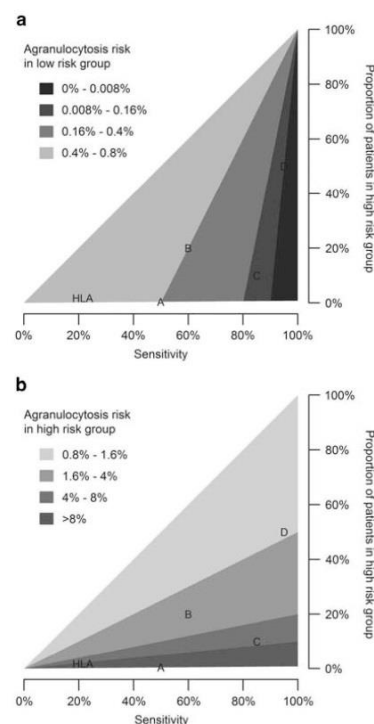 a
Agranulocytosis risk
in low risk group
0% - 0.008%
0.008% - 0.16%
0.16% - 0.4%
0.4% - 0.8%
100%
80%
60%
40%
20%
0%
Proportion of patients in high risk group
D
B
C
HLA
A
0% 20% 40% 60% 80% 100%
Sensitivity
b
Agranulocytosis risk
in high risk group
0.8% - 1.6%
1.6% - 4%
4% - 8%
>8%
100%
80%
60%
40%
20%
0%
Proportion of patients in high risk group
D
B
C
HLA
A
0% 20% 40% 60% 80% 100%
Sensitivity